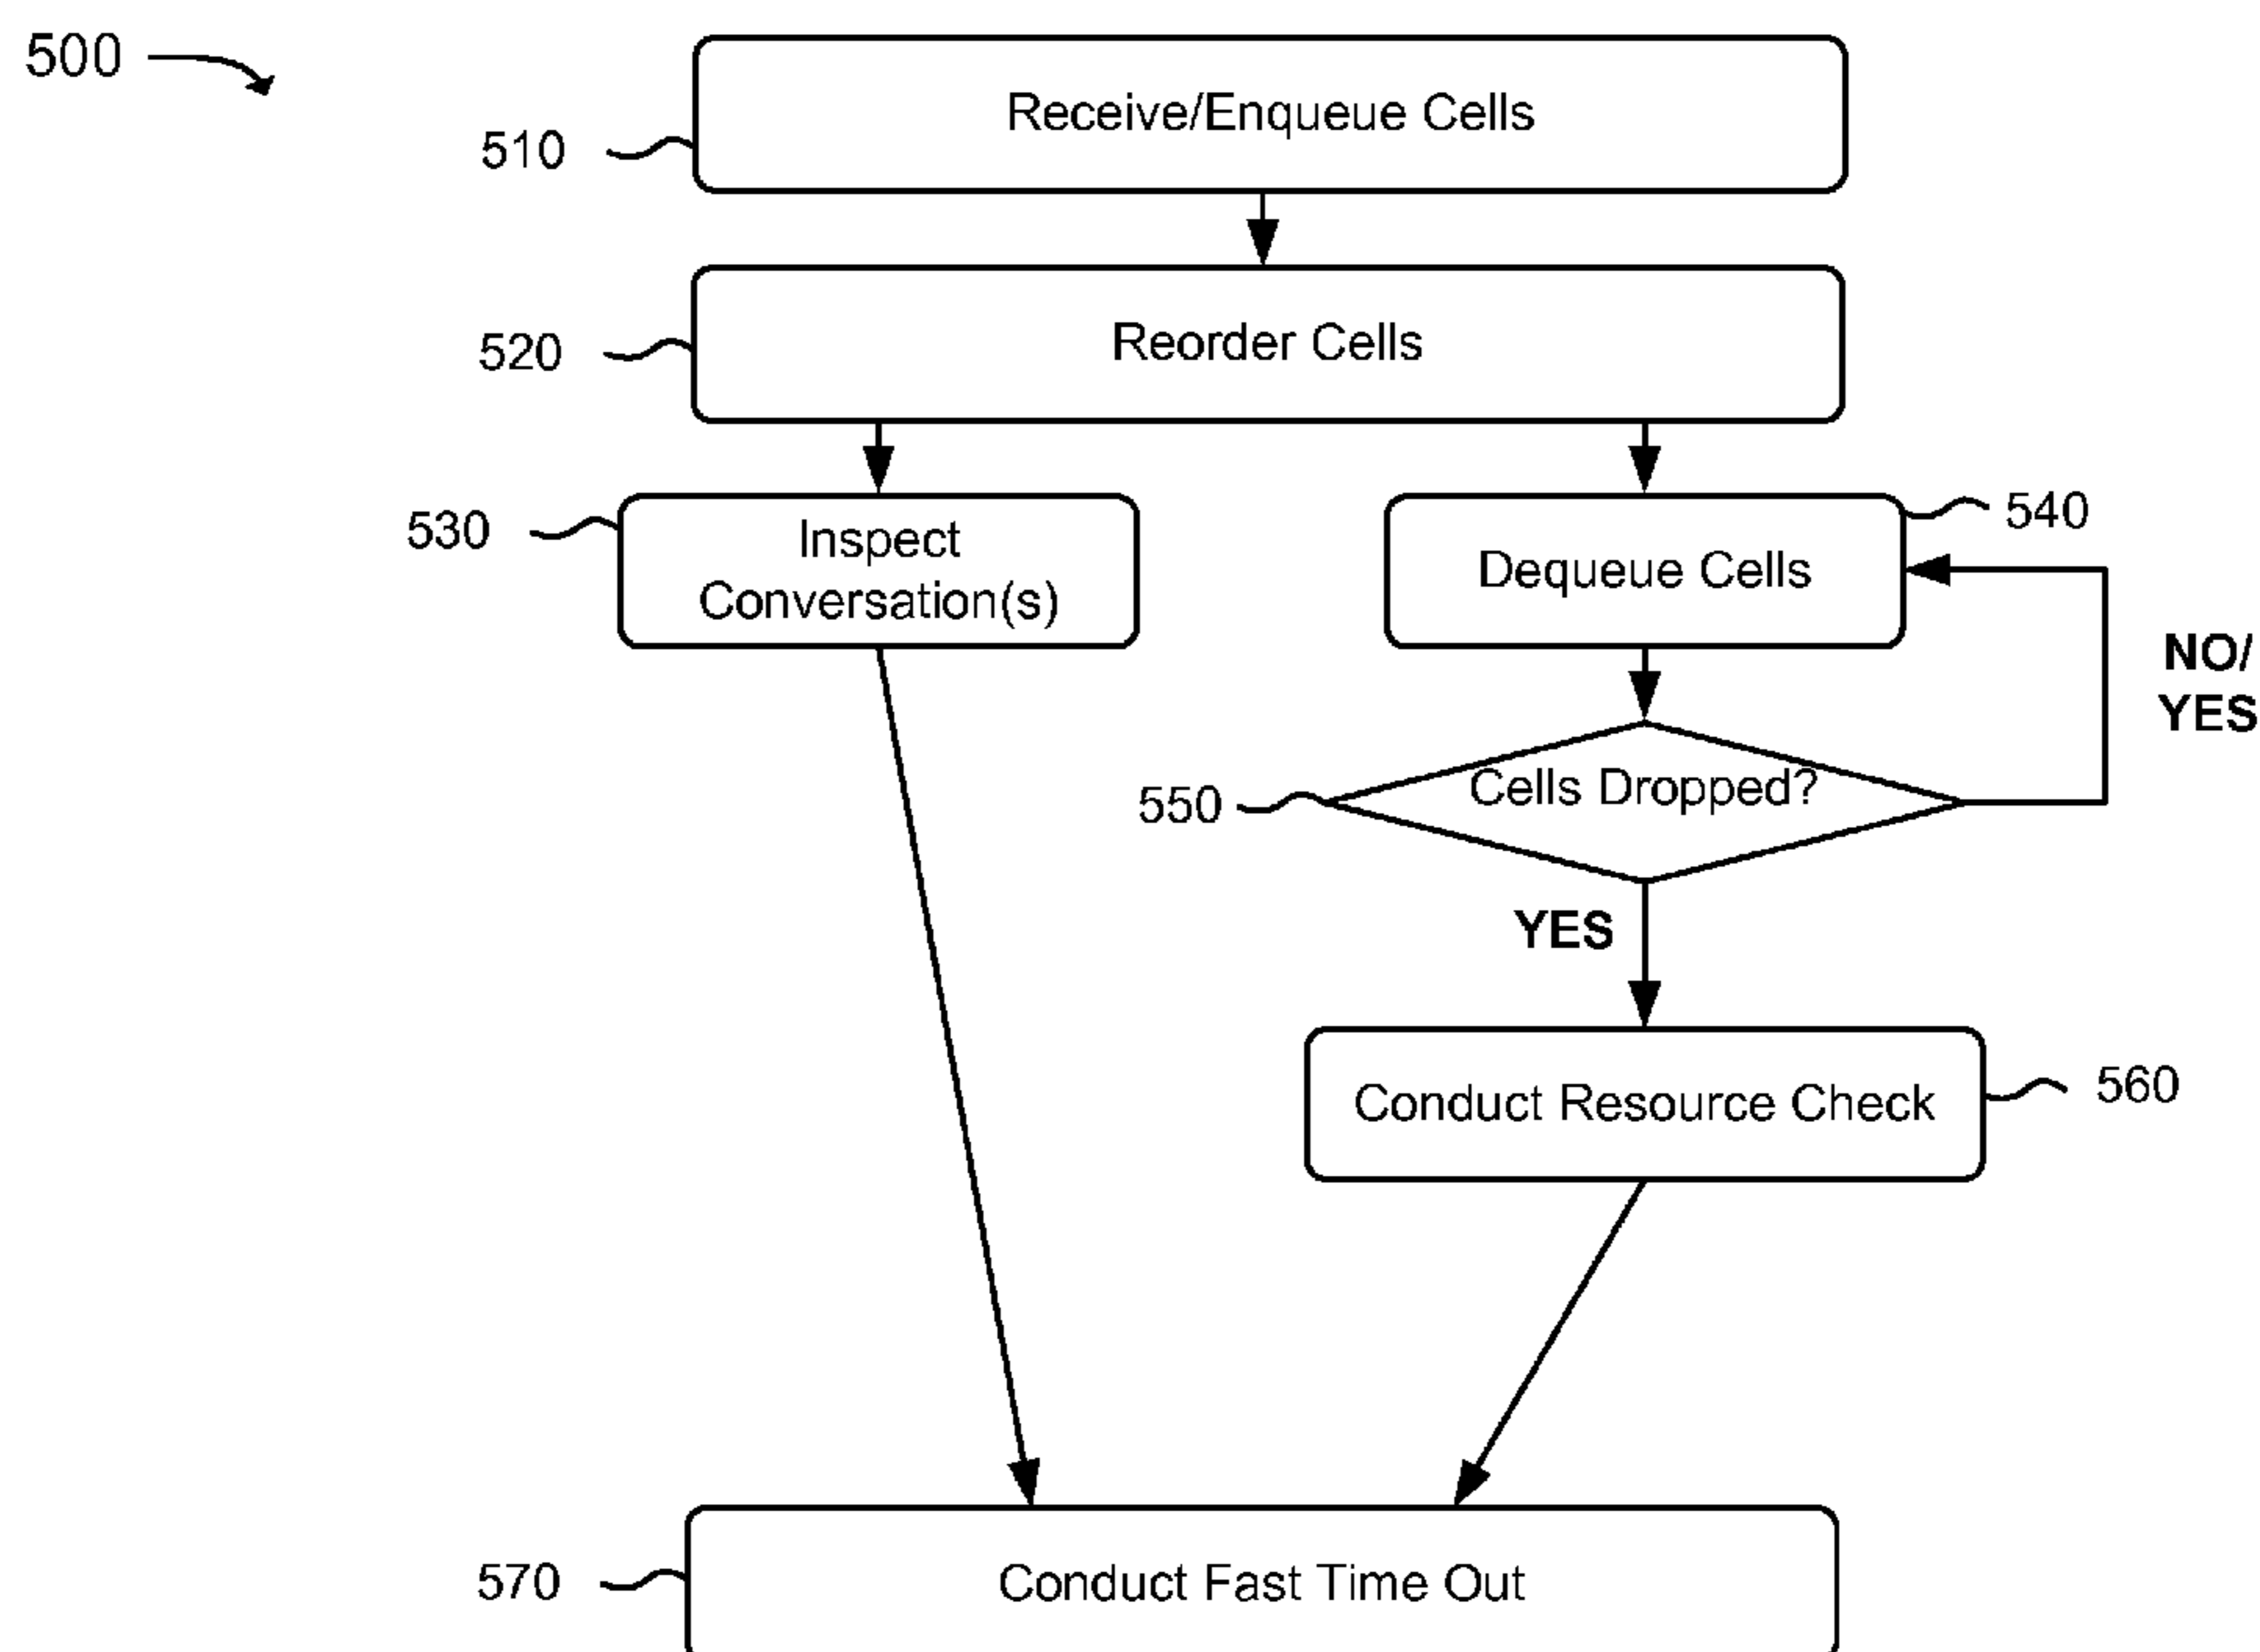 500
Receive/Enqueue Cells
510
Reorder Cells
520
530
Inspect
Conversation(s)
540
Dequeue Cells
NO/
YES
550
Cells Dropped?
YES
Conduct Resource Check
560
570
Conduct Fast Time Out